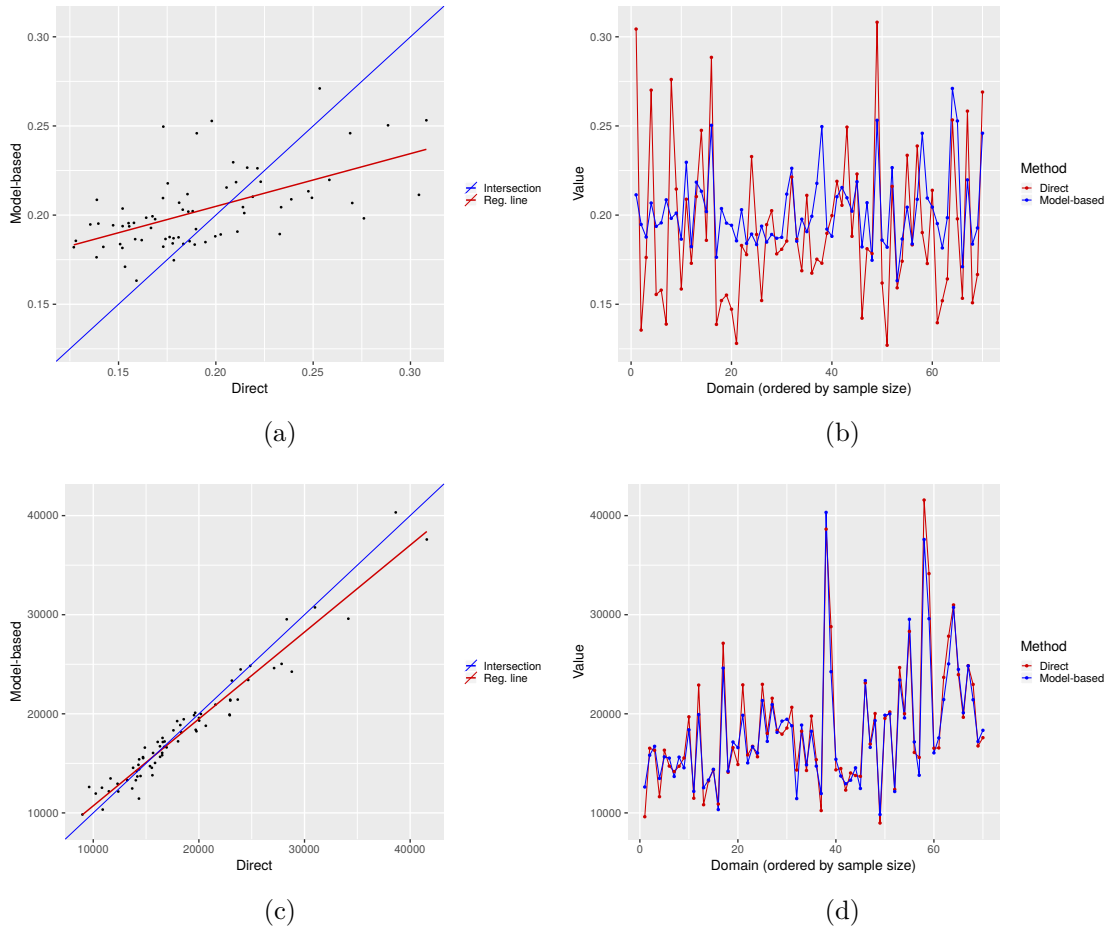 0.30
0.25
0.20
0.15
Model-based
0.15 0.20 0.25 0.30
Direct
Intersection
Reg. line
(a)
0.30
0.25
0.20
0.15
Value
0 20 40 60
Domain (ordered by sample size)
Method
Direct
Model-based
(b)
40000
30000
20000
10000
Model-based
10000 20000 30000 40000
Direct
Intersection
Reg. line
(c)
40000
30000
20000
10000
Value
0 20 40 60
Domain (ordered by sample size)
Method
Direct
Model-based
(d)